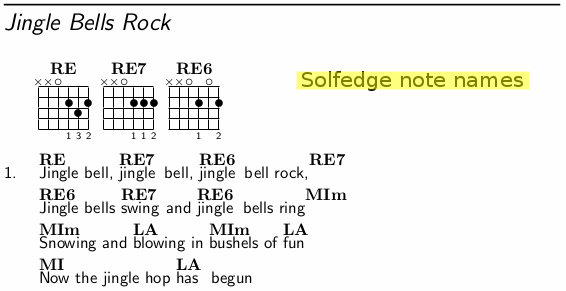 Jingle Bells Rock
RE RE7 RE6
××○ ××○ ××○ ○
1 3 2 1 1 2 1 2
Solfedge note names
RE RE7 RE6 RE7
1. Jingle bell, jingle bell, jingle bell rock,
RE6 RE7 RE6 MIm
Jingle bells swing and jingle bells ring
MIm LA MIm LA
Snowing and blowing in bushels of fun
MI LA
Now the jingle hop has begun